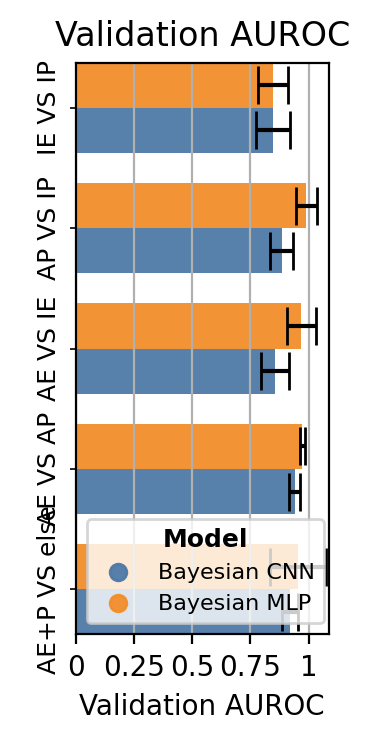 Validation AUROC
IE VS IP
AP VS IP
AE VS IE
AE VS AP
AE+P VS else
Model
Bayesian CNN
Bayesian MLP
0 0.25 0.5 0.75 1
Validation AUROC